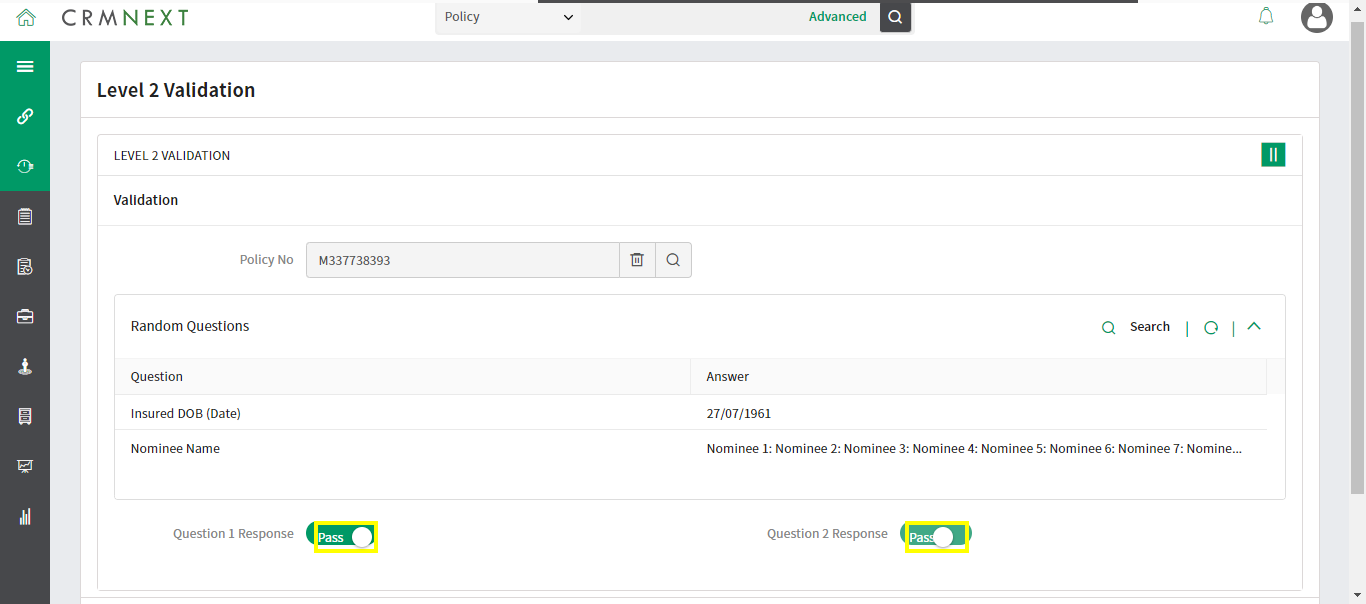 CRMNEXT
Policy
Advanced
Level 2 Validation
LEVEL 2 VALIDATION
Validation
Policy No
M337738393
Random Questions
Search
Question
Answer
Insured DOB (Date)
27/07/1961
Nominee Name
Nominee 1: Nominee 2: Nominee 3: Nominee 4: Nominee 5: Nominee 6: Nominee 7: Nomine...
Question 1 Response
Pass
Question 2 Response
Pass